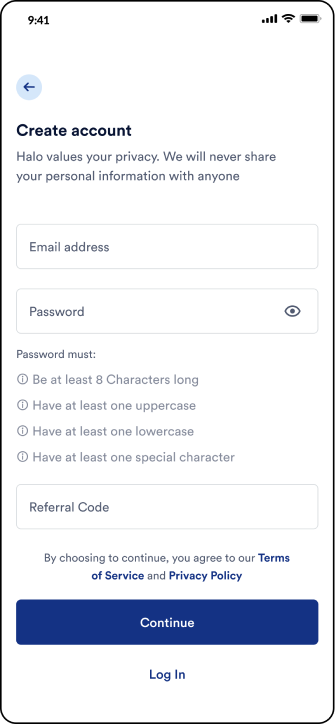 9:41
Create account
Halo values your privacy. We will never share
your personal information with anyone
Email address
Password
Password must:
Be at least 8 Characters long
Have at least one uppercase
Have at least one lowercase
Have at least one special character
Referral Code
By choosing to continue, you agree to our Terms
of Service and Privacy Policy
Continue
Log In